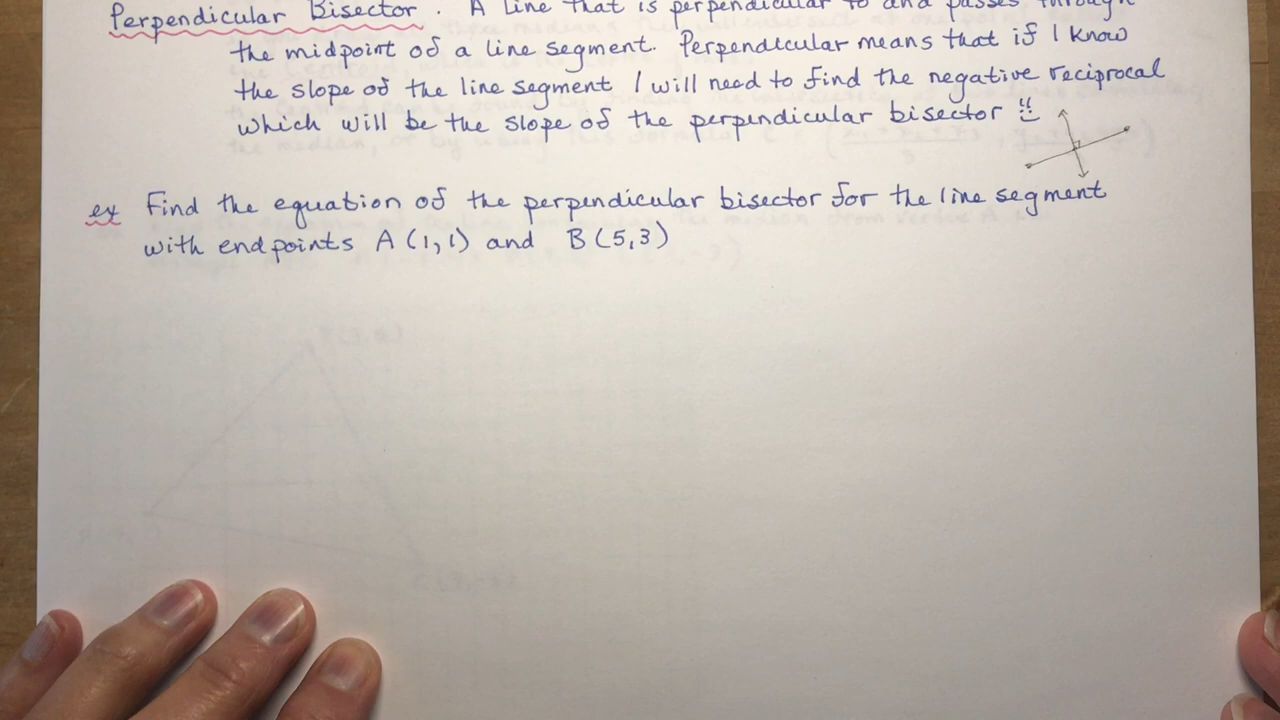 Perpendicular Bisector. A line that is perpendicular to and passes through
the midpoint of a line segment. Perpendicular means that if I know
the slope of the line segment I will need to find the negative reciprocal
which will be the slope of the perpendicular bisector
ex Find the equation of the perpendicular bisector for the line segment
with endpoints A(1,1) and B(5,3)